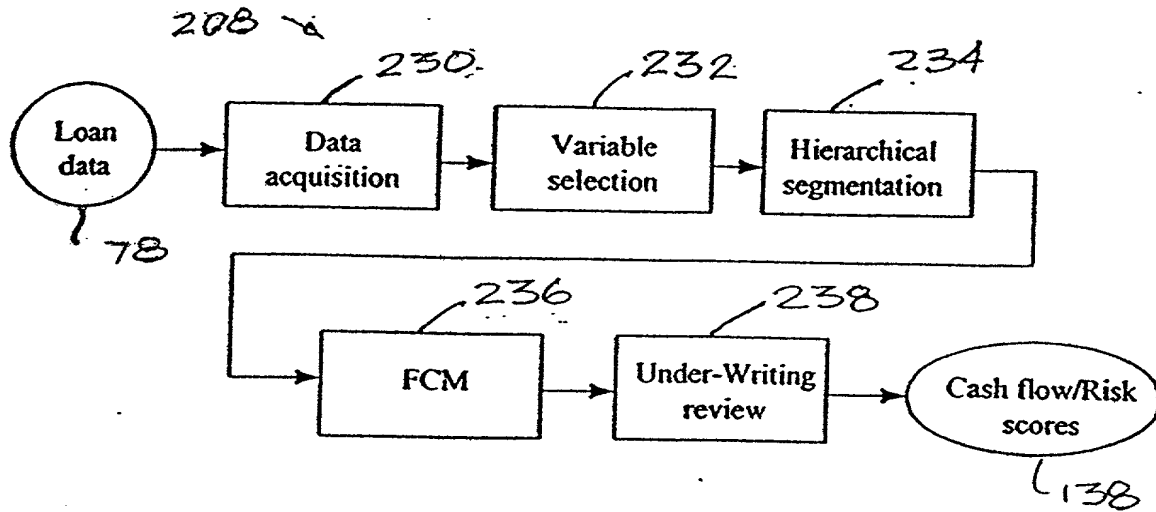 208
230
232
234
Loan
data
Data
acquisition
Variable
selection
Hierarchical
segmentation
78
236
238
FCM
Under-Writing
review
Cash flow/Risk
scores
138